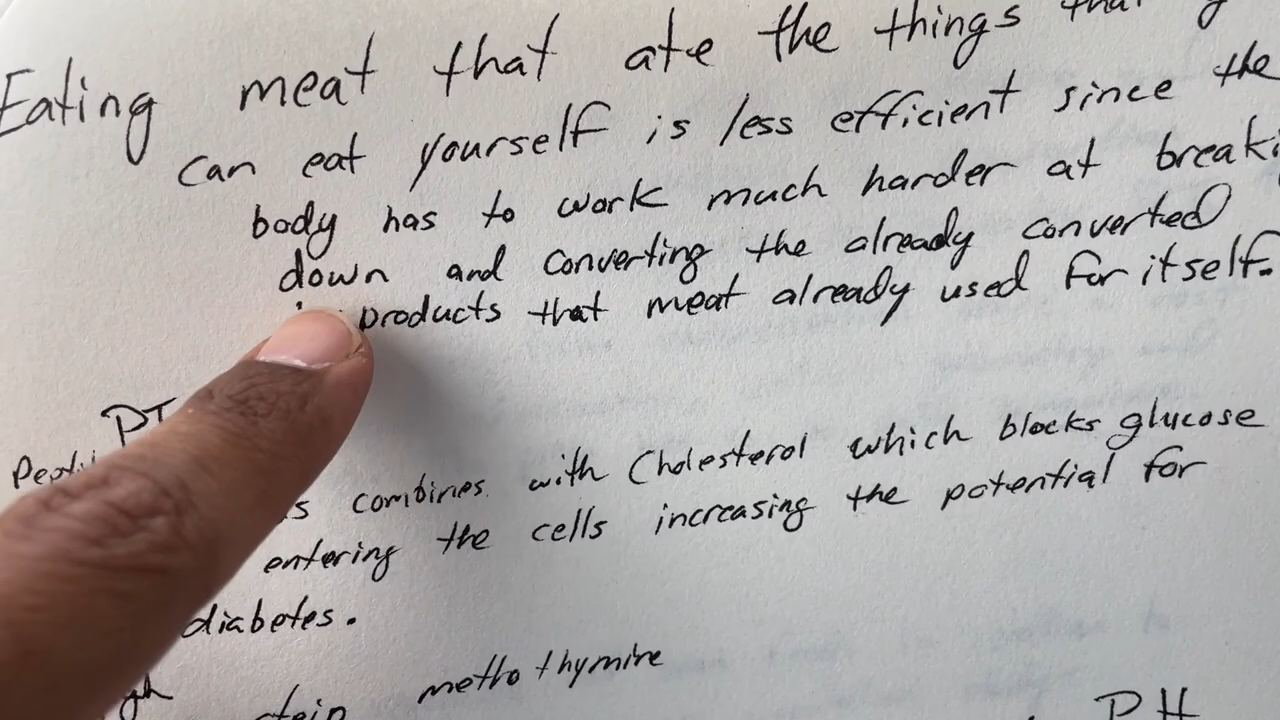 Eating meat that ate the things that
can eat yourself is less efficient since the
body has to work much harder at breaki
down and converting the already converted
products that meat already used for itself.
combines with Cholesterol which blocks glucose
entering the cells increasing the potential for
diabetes.
metho thymine
PH